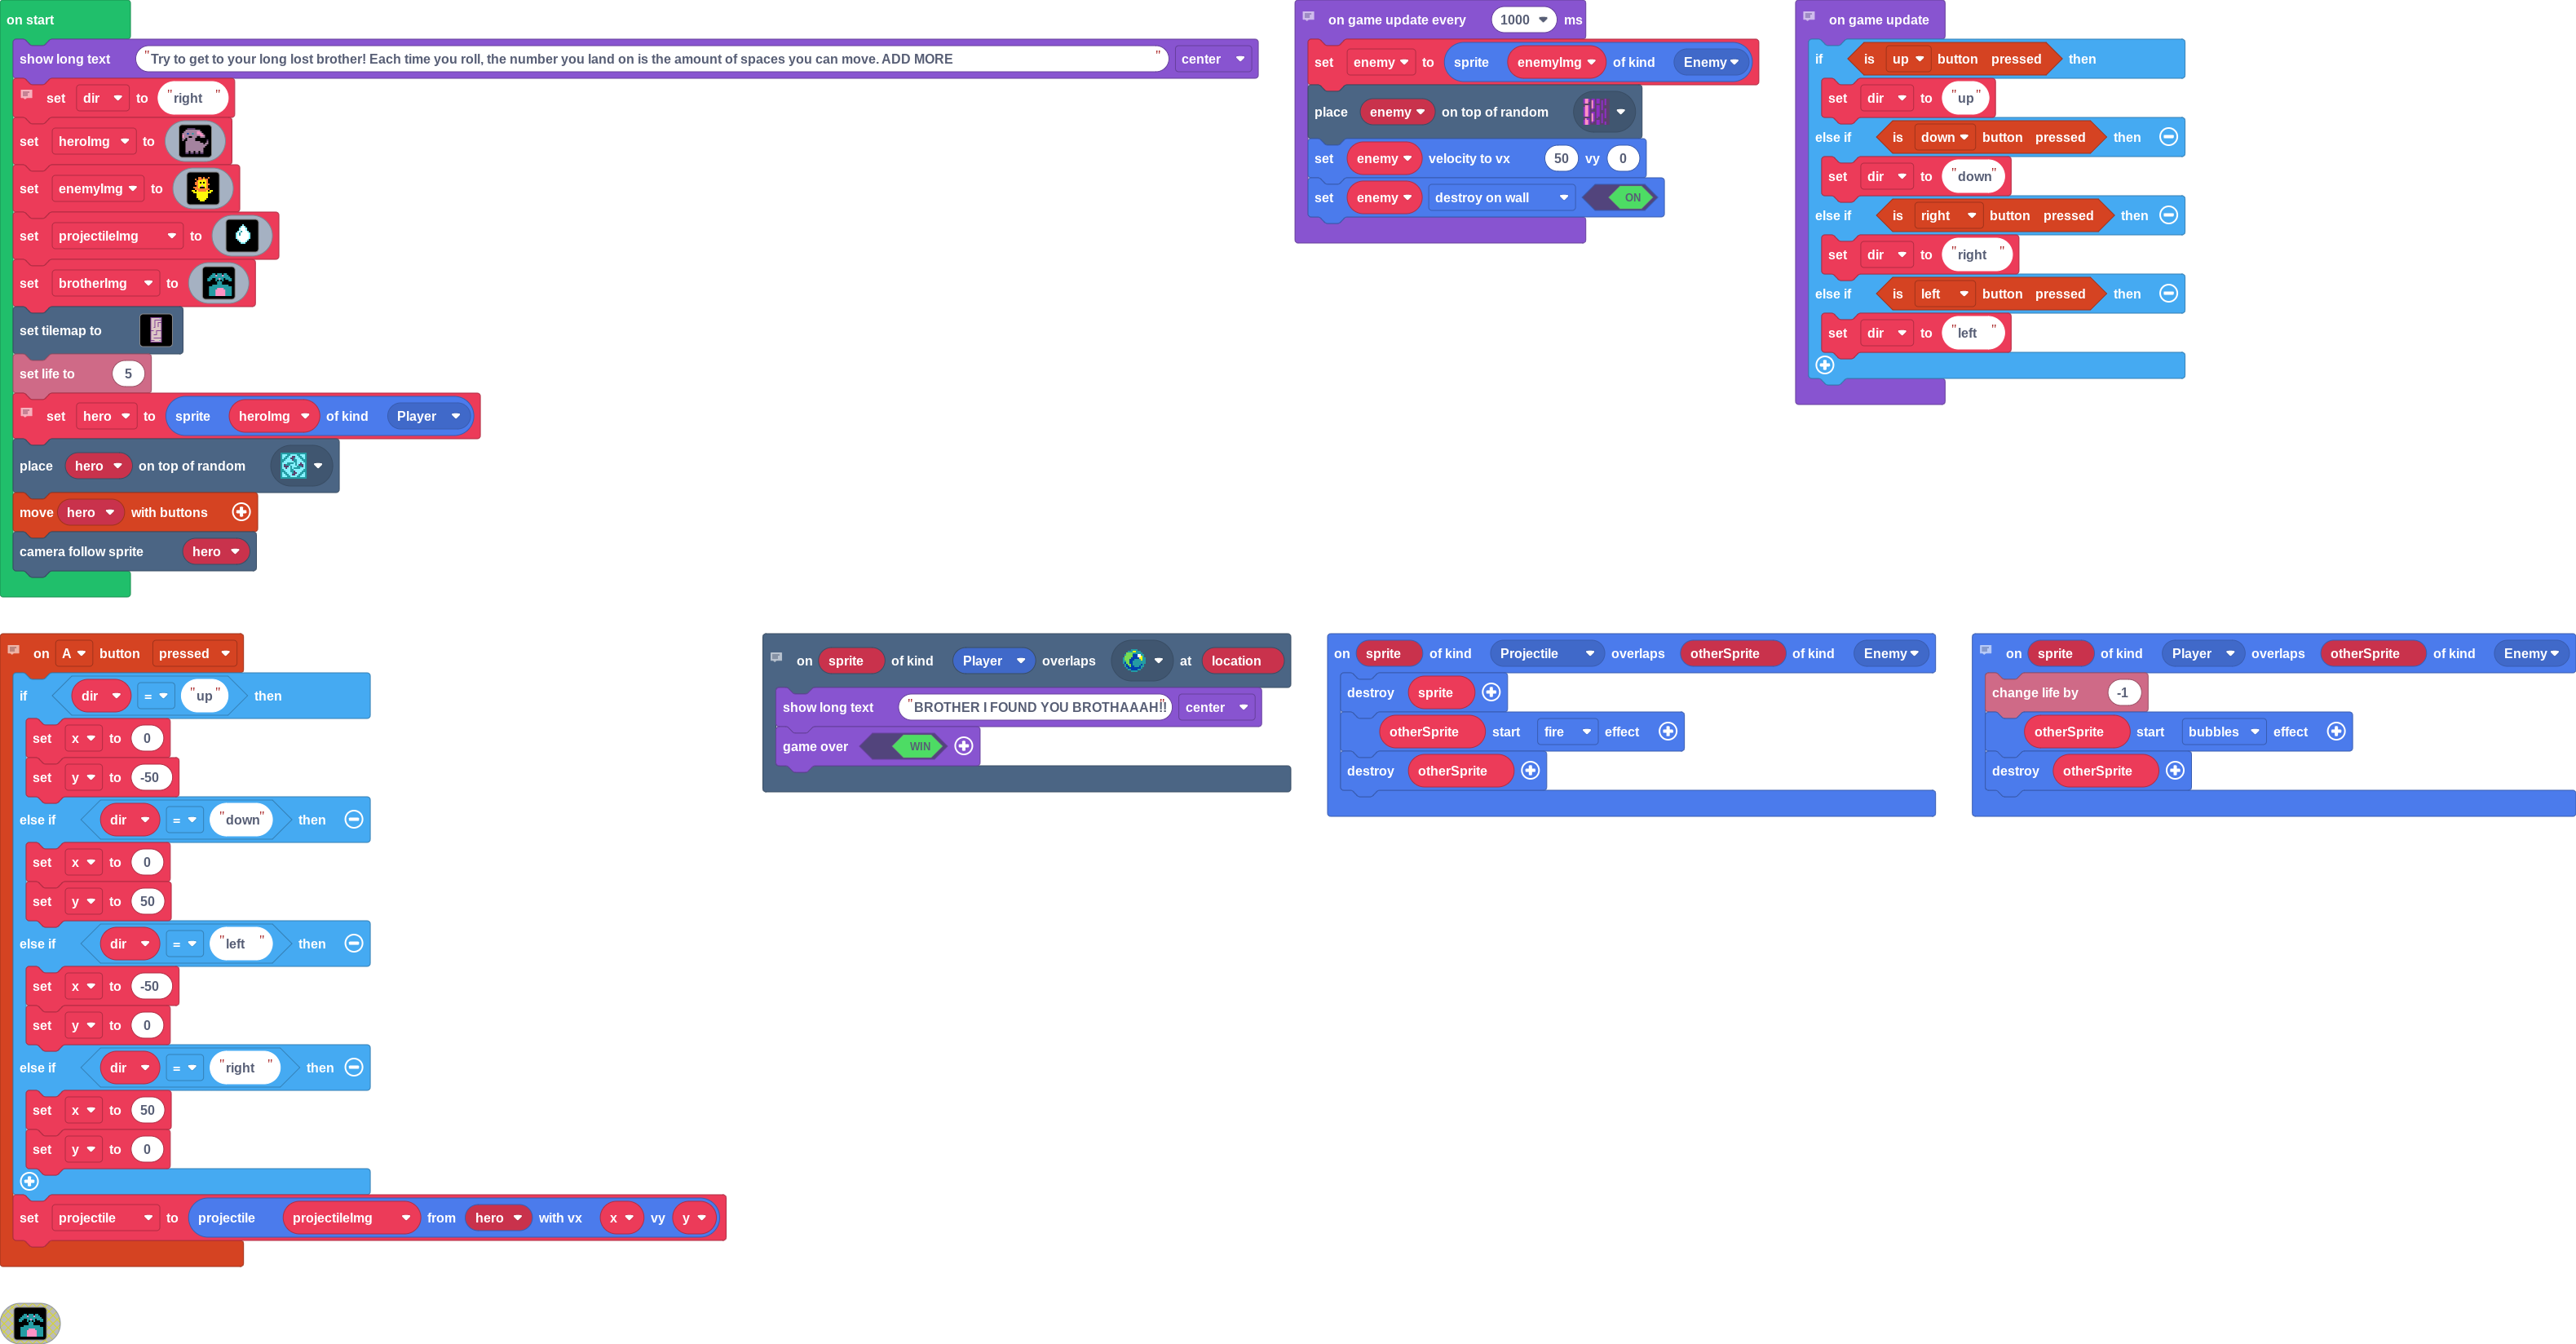 on start
show long text "Try to get to your long lost brother! Each time you roll, the number you land on is the amount of spaces you can move. ADD MORE" center
set dir to "right"
set heroImg to
set enemyImg to
set projectileImg to
set brotherImg to
set tilemap to
set life to 5
set hero to sprite heroImg of kind Player
place hero on top of random
move hero with buttons
camera follow sprite hero
on game update every 1000 ms
set enemy to sprite enemyImg of kind Enemy
place enemy on top of random
set enemy velocity to vx 50 vy 0
set enemy destroy on wall ON
on game update
if is up button pressed then
set dir to "up"
else if is down button pressed then
set dir to "down"
else if is right button pressed then
set dir to "right"
else if is left button pressed then
set dir to "left"
on A button pressed
if dir = "up" then
set x to 0
set y to -50
else if dir = "down" then
set x to 0
set y to 50
else if dir = "left" then
set x to -50
set y to 0
else if dir = "right" then
set x to 50
set y to 0
set projectile to projectile projectileImg from hero with vx x vy y
on sprite of kind Player overlaps at location
show long text "BROTHER I FOUND YOU BROTHAAAH!!" center
game over WIN
on sprite of kind Projectile overlaps otherSprite of kind Enemy
destroy sprite
otherSprite start fire effect
destroy otherSprite
on sprite of kind Player overlaps otherSprite of kind Enemy
change life by -1
otherSprite start bubbles effect
destroy otherSprite